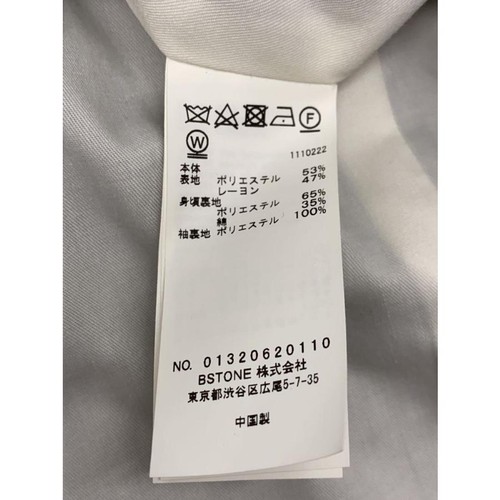 F
W
1110222
本体
表地 ポリエステル 53%
レーヨン 47%
身頃裏地 ポリエステル 65%
綿 35%
袖裏地 ポリエステル 100%
NO. 01320620110
BSTONE 株式会社
東京都渋谷区広尾5-7-35
中国製